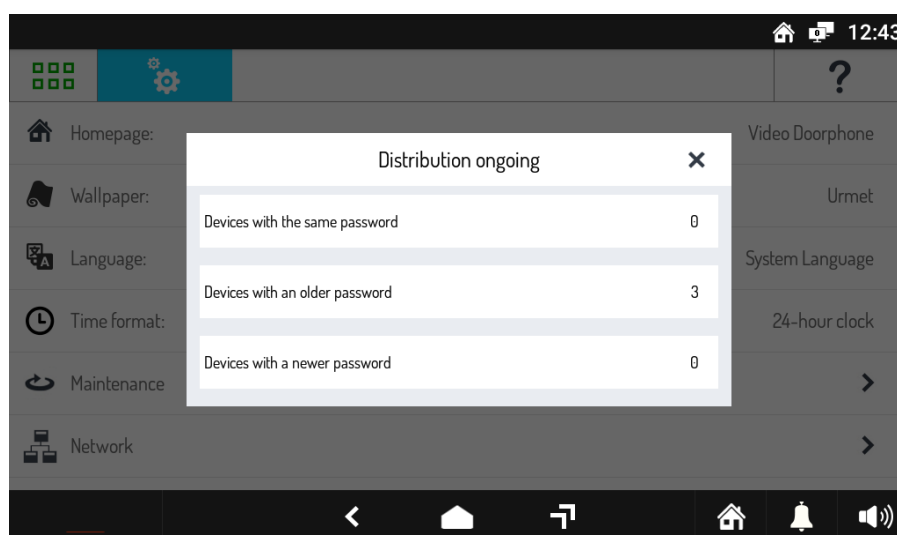 12:43
?
Homepage:
Video Doorphone
Distribution ongoing
Wallpaper:
Urmet
Devices with the same password 0
Language:
System Language
Devices with an older password 3
Time format:
24-hour clock
Devices with a newer password 0
Maintenance
Network